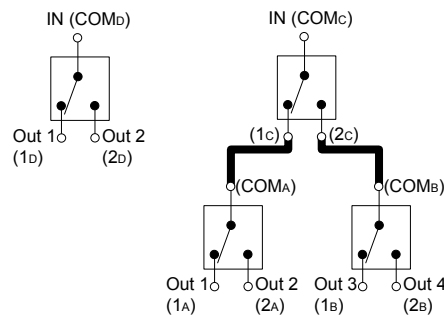 IN (COMD)
IN (COMC)
Out 1
(1D)
Out 2
(2D)
(1C)
(2C)
(COMA)
(COMB)
Out 1
(1A)
Out 2
(2A)
Out 3
(1B)
Out 4
(2B)